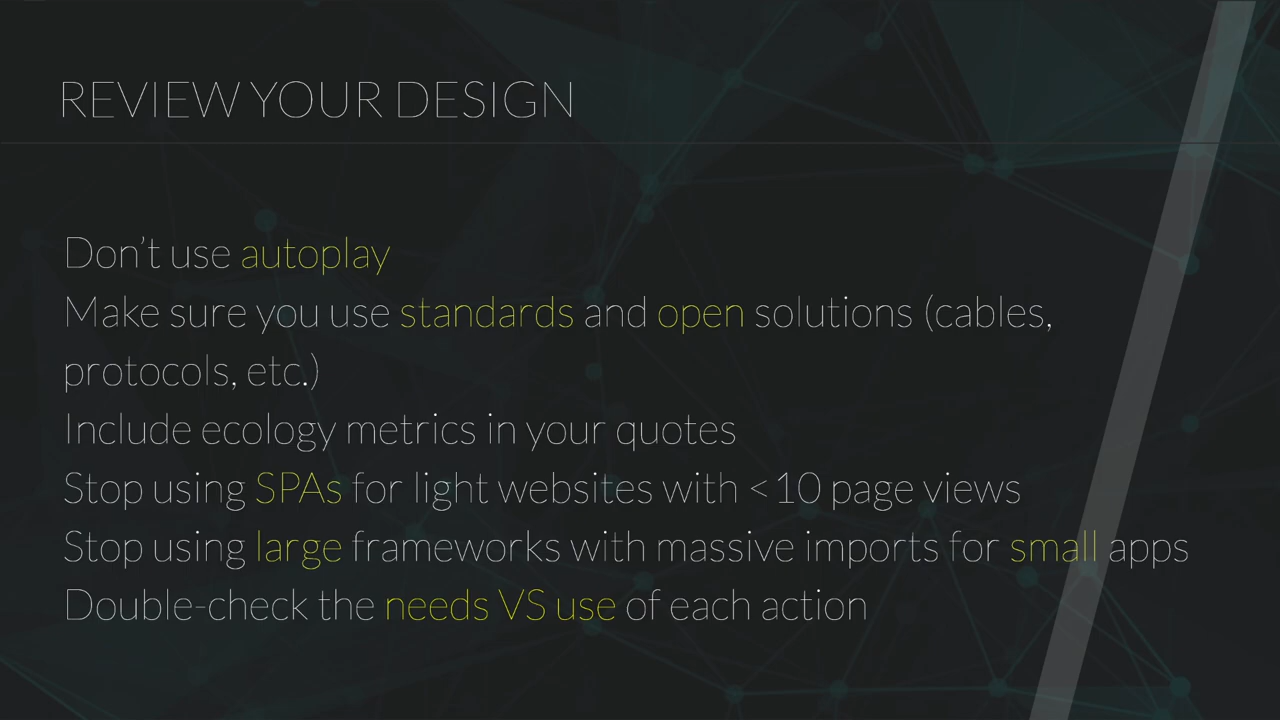 REVIEW YOUR DESIGN
Don't use autoplay
Make sure you use standards and open solutions (cables,
protocols, etc.)
Include ecology metrics in your quotes
Stop using SPAs for light websites with <10 page views
Stop using large frameworks with massive imports for small apps
Double-check the needs VS use of each action